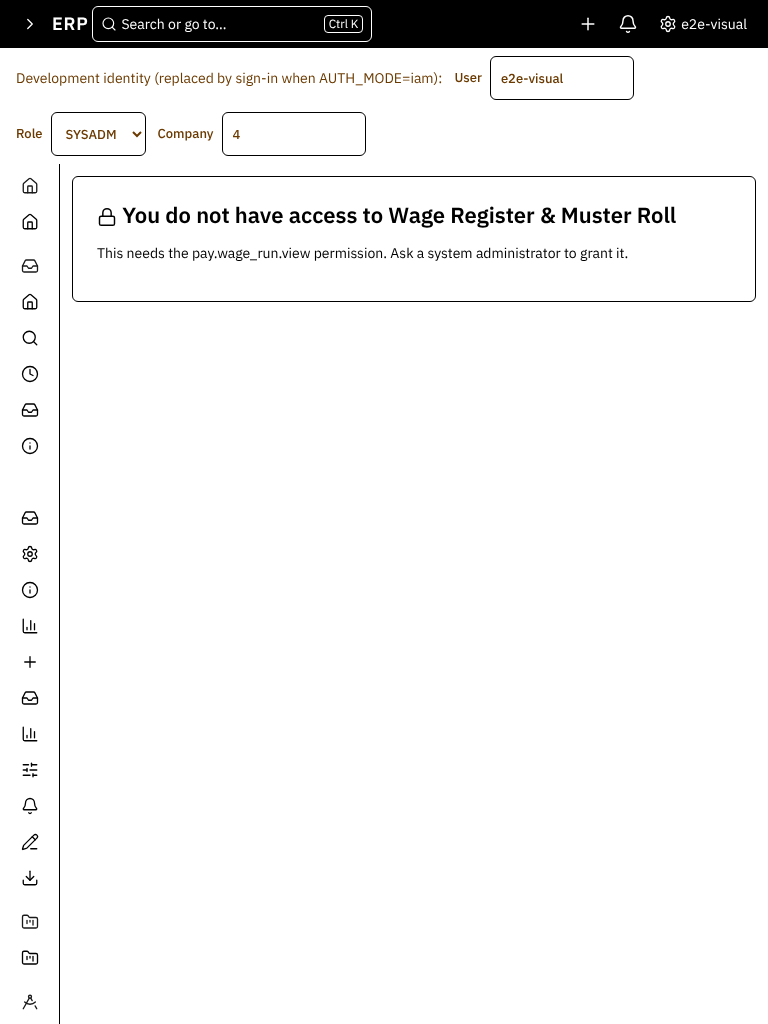 ERP Search or go to... Ctrl K e2e-visual
Development identity (replaced by sign-in when AUTH_MODE=iam): User e2e-visual
Role SYSADM Company 4
You do not have access to Wage Register & Muster Roll
This needs the pay.wage_run.view permission. Ask a system administrator to grant it.